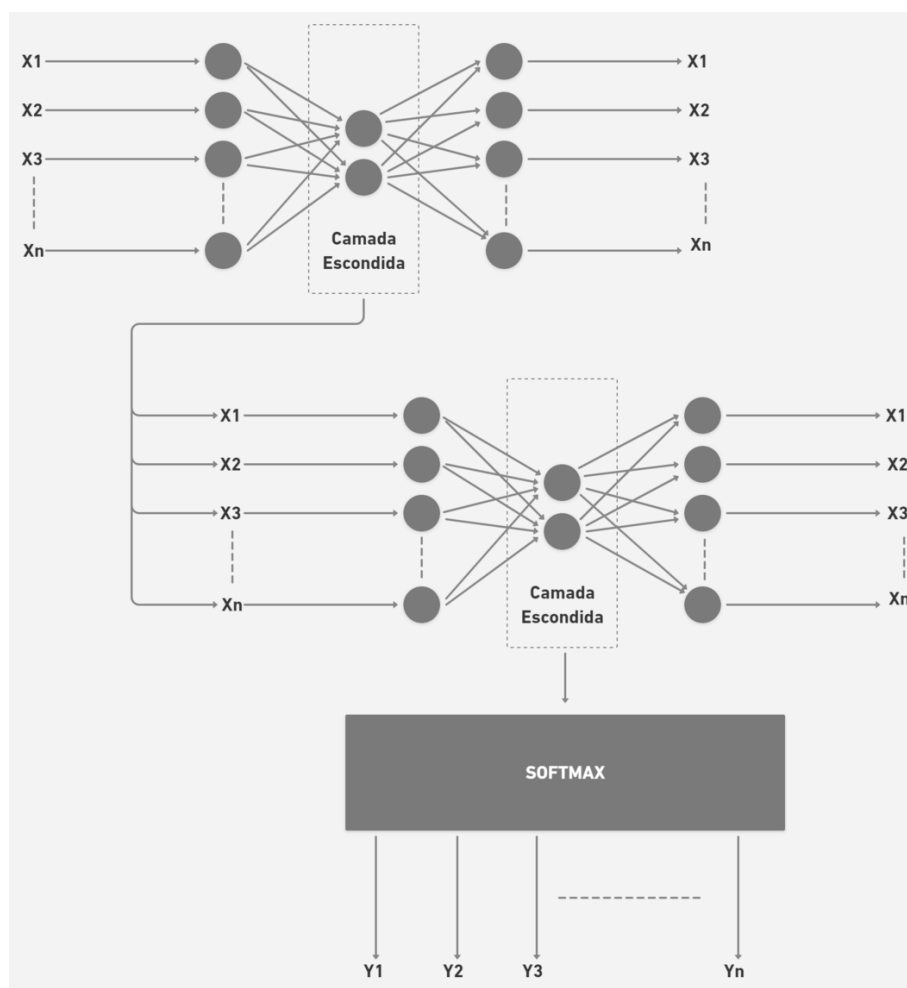 X1 X1
X2 X2
X3 X3
Xn Xn
Camada
Escondida
X1 X1
X2 X2
X3 X3
Xn Xn
Camada
Escondida
SOFTMAX
Y1 Y2 Y3 Yn